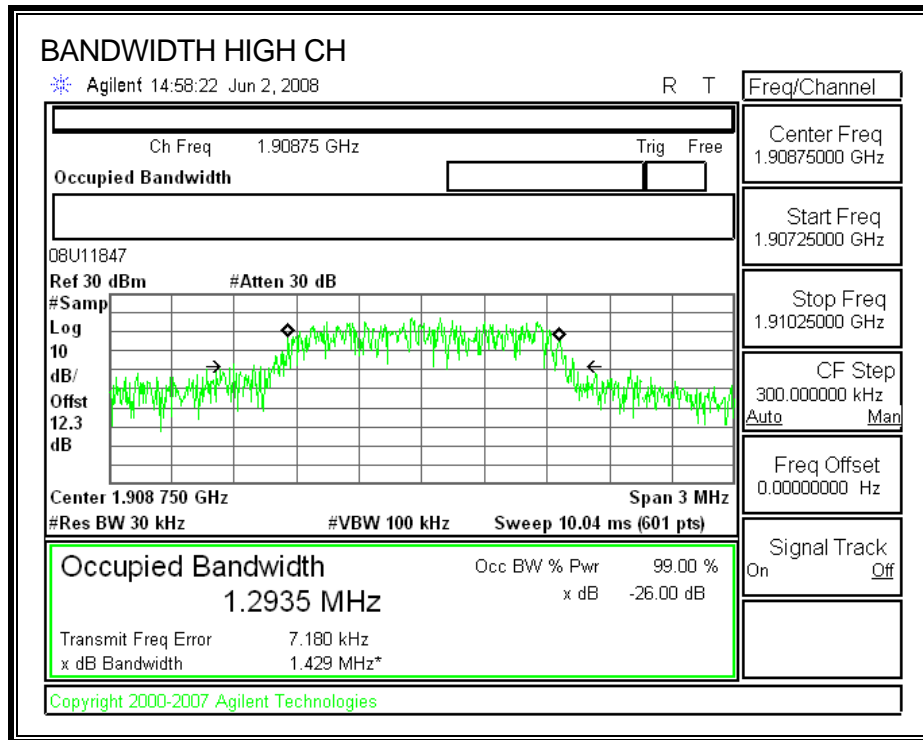 BANDWIDTH HIGH CH
Agilent 14:58:22 Jun 2, 2008 R T
Ch Freq 1.90875 GHz Trig Free
Occupied Bandwidth
08U11847
Ref 30 dBm #Atten 30 dB
#Samp
Log
10
dB/
Offst
12.3
dB
Center 1.908 750 GHz Span 3 MHz
#Res BW 30 kHz #VBW 100 kHz Sweep 10.04 ms (601 pts)
Occupied Bandwidth Occ BW % Pwr 99.00 %
1.2935 MHz x dB -26.00 dB
Transmit Freq Error 7.180 kHz
x dB Bandwidth 1.429 MHz*
Copyright 2000-2007 Agilent Technologies
Freq/Channel
Center Freq
1.90875000 GHz
Start Freq
1.90725000 GHz
Stop Freq
1.91025000 GHz
CF Step
300.000000 kHz
Auto Man
Freq Offset
0.00000000 Hz
Signal Track
On Off